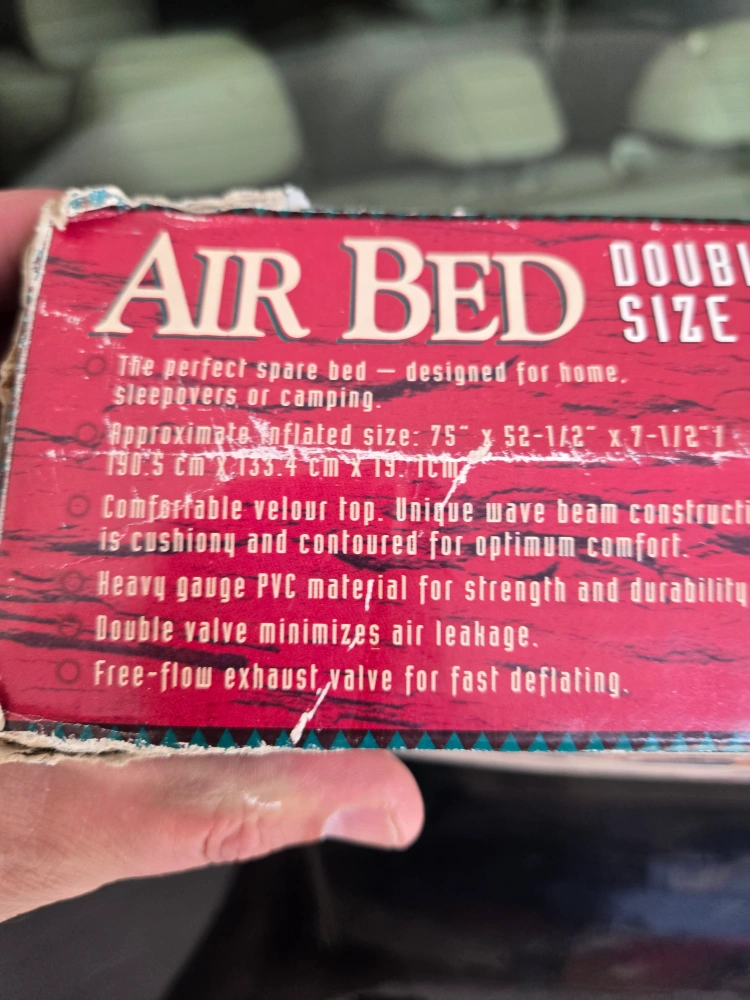 AIR BED
DOUBL
SIZE
The perfect spare bed — designed for home,
sleepovers or camping.
Approximate Inflated size: 75" x 52-1/2" x 7-1/2" /
190.5 cm x 133.4 cm x 19. 1cm.
Comfortable velour top. Unique wave beam constructi
is cushiony and contoured for optimum comfort.
Heavy gauge PVC material for strength and durability
Double valve minimizes air leakage.
Free-flow exhaust valve for fast deflating.